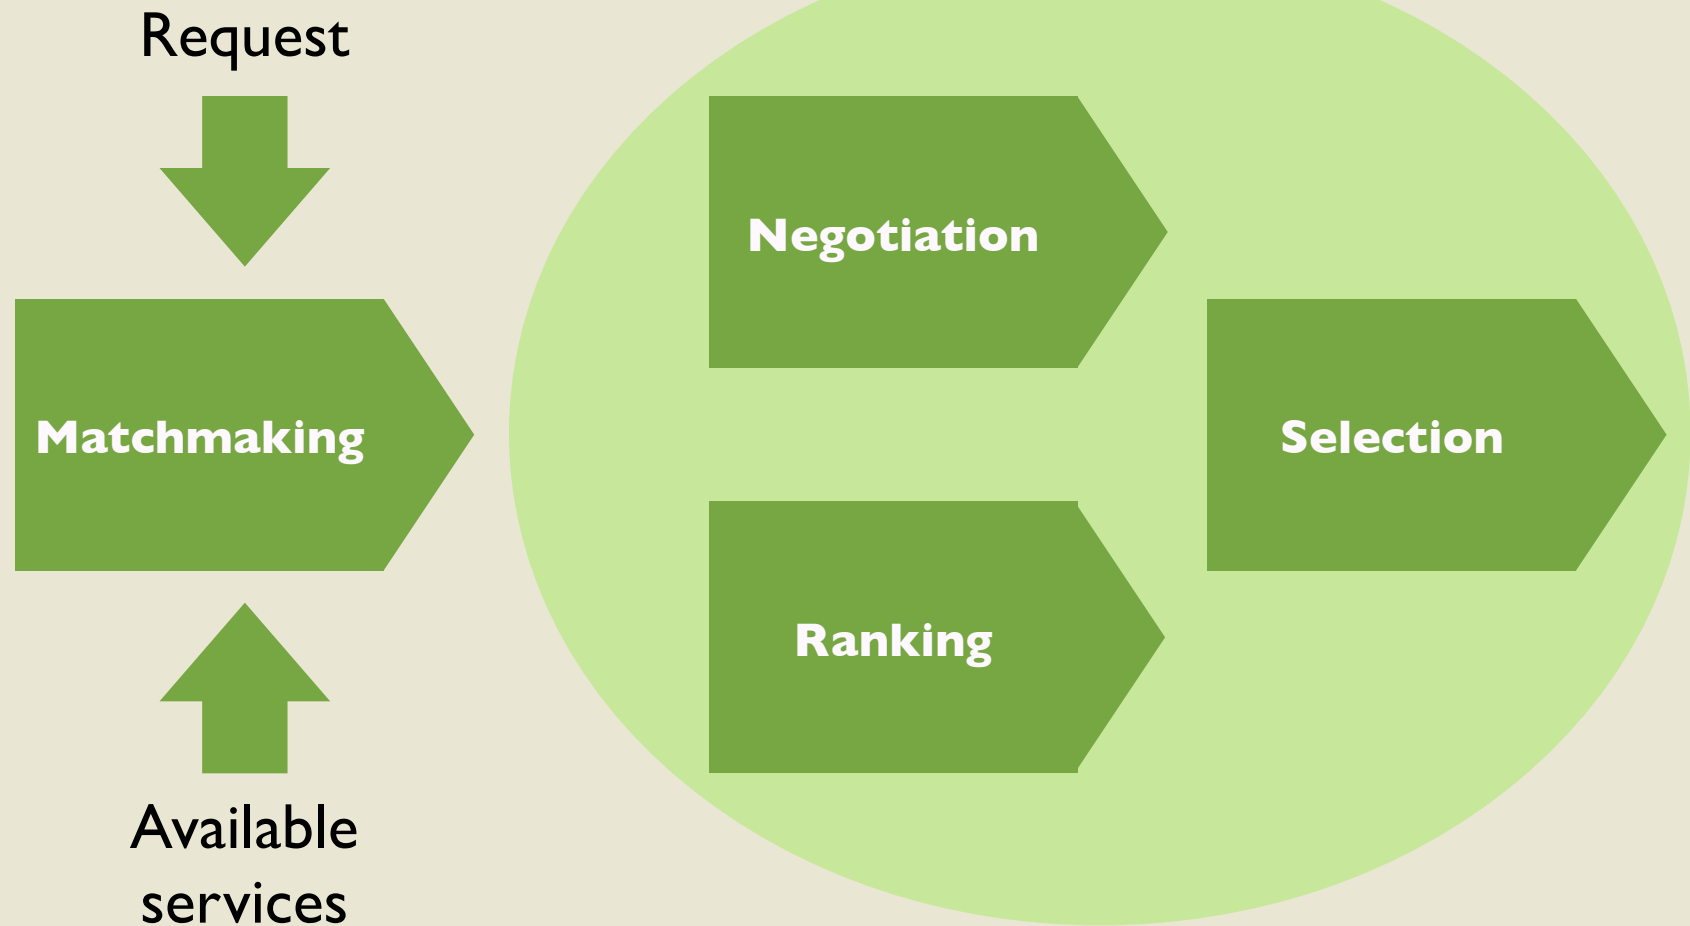 Request
Negotiation
Matchmaking
Selection
Ranking
Available
services